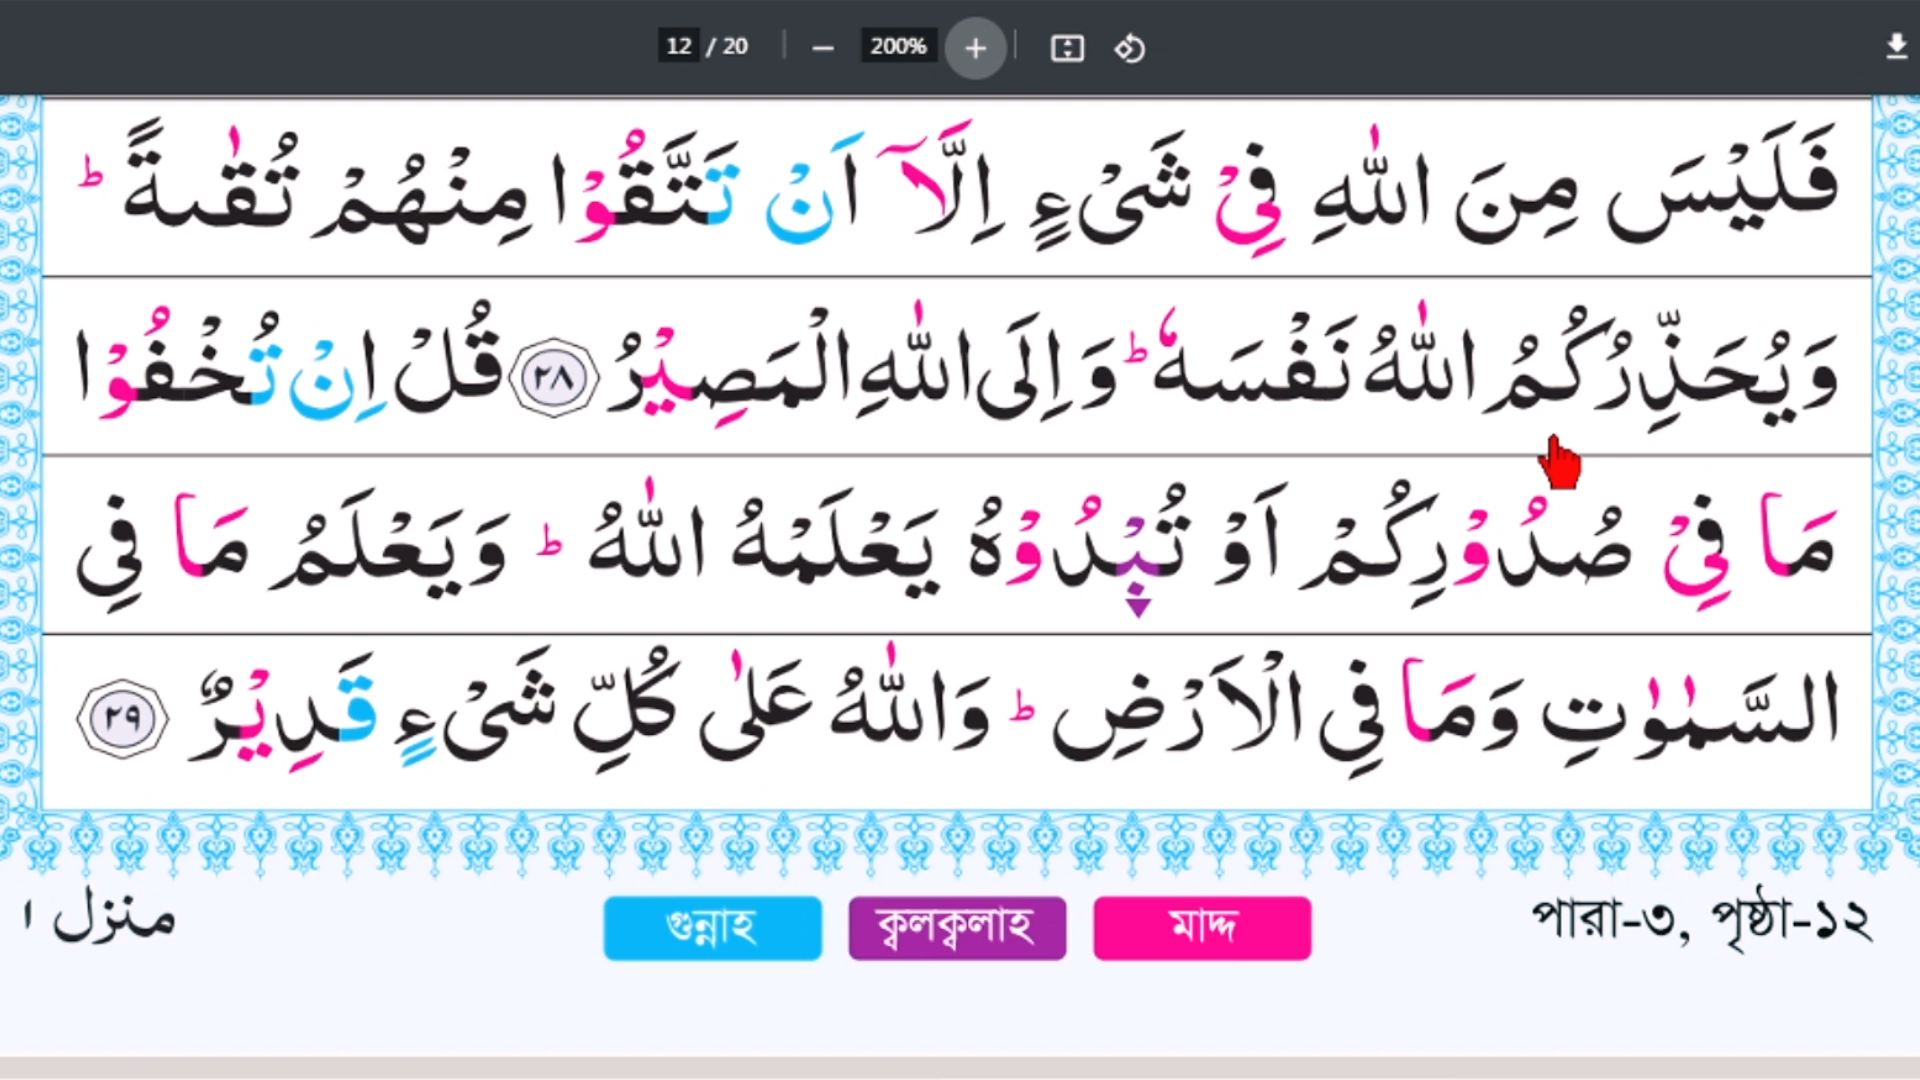 12 / 20 200%
فَلَيْسَ مِنَ اللّٰهِ فِيْ شَيْءٍ اِلَّآ اَنْ تَتَّقُوْا مِنْهُمْ تُقٰىةً ؕ
وَيُحَذِّرُكُمُ اللّٰهُ نَفْسَهٗ ؕ وَاِلَى اللّٰهِ الْمَصِيْرُ ٢٨ قُلْ اِنْ تُخْفُوْا
مَا فِيْ صُدُوْرِكُمْ اَوْ تُبْدُوْهُ يَعْلَمْهُ اللّٰهُ ؕ وَيَعْلَمُ مَا فِي
السَّمٰوٰتِ وَمَا فِي الْاَرْضِ ؕ وَاللّٰهُ عَلٰى كُلِّ شَيْءٍ قَدِيْرٌ ٢٩
منزل ١ গুন্নাহ ক্বলক্বলাহ মাদ্দ পারা-৩, পৃষ্ঠা-১২